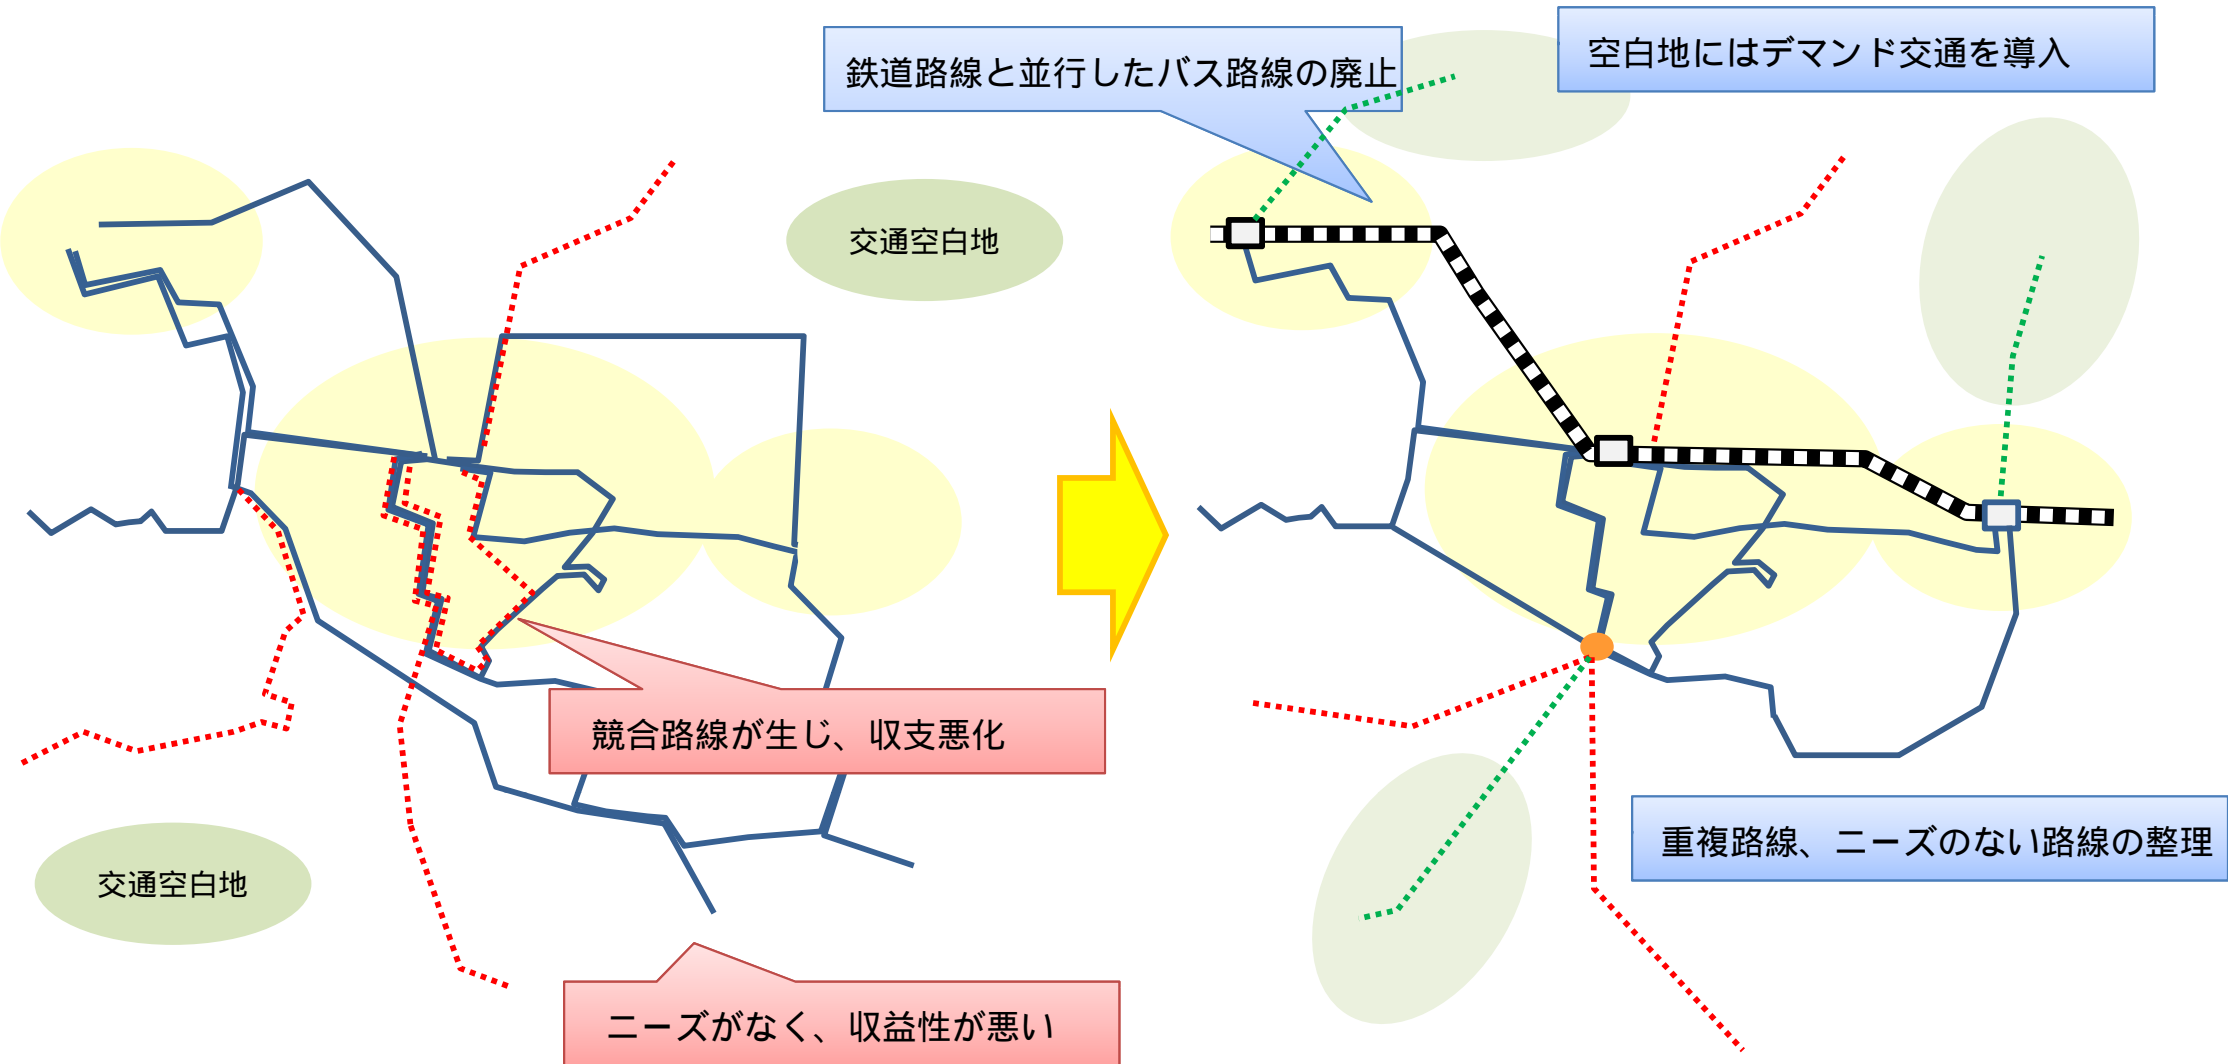 鉄道路線と並行したバス路線の廃止
空白地にはデマンド交通を導入
交通空白地
競合路線が生じ、収支悪化
重複路線、ニーズのない路線の整理
交通空白地
ニーズがなく、収益性が悪い